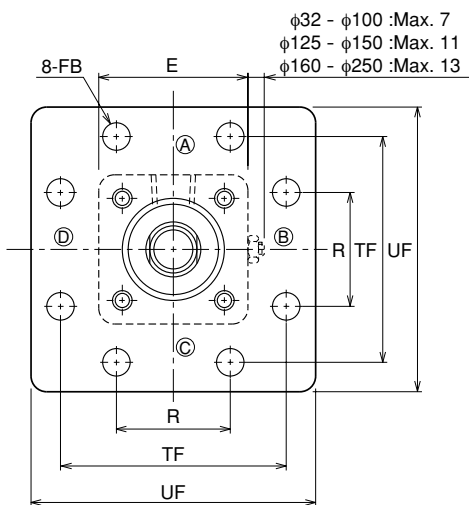 ϕ32 - ϕ100 :Max. 7
ϕ125 - ϕ150 :Max. 11
ϕ160 - ϕ250 :Max. 13
8-FB
E
A
D
B
R
TF
UF
C
R
TF
UF